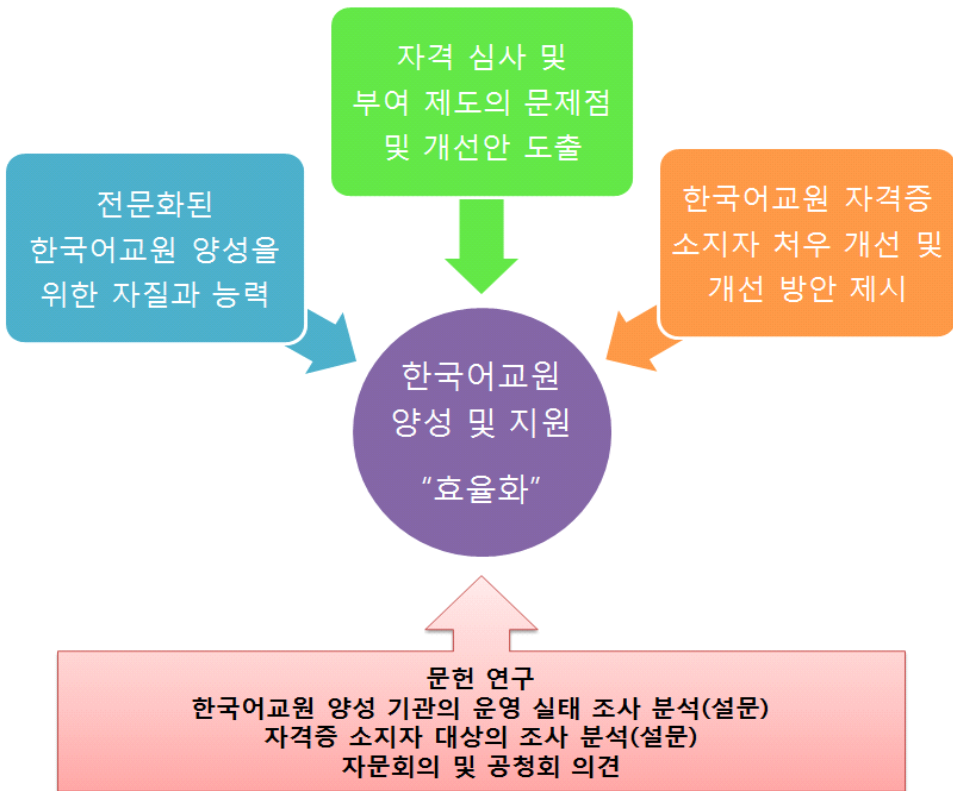 자격 심사 및
부여 제도의 문제점
및 개선안 도출
전문화된
한국어교원 양성을
위한 자질과 능력
한국어교원 자격증
소지자 처우 개선 및
개선 방안 제시
한국어교원
양성 및 지원
“효율화”
문헌 연구
한국어교원 양성 기관의 운영 실태 조사 분석(설문)
자격증 소지자 대상의 조사 분석(설문)
자문회의 및 공청회 의견